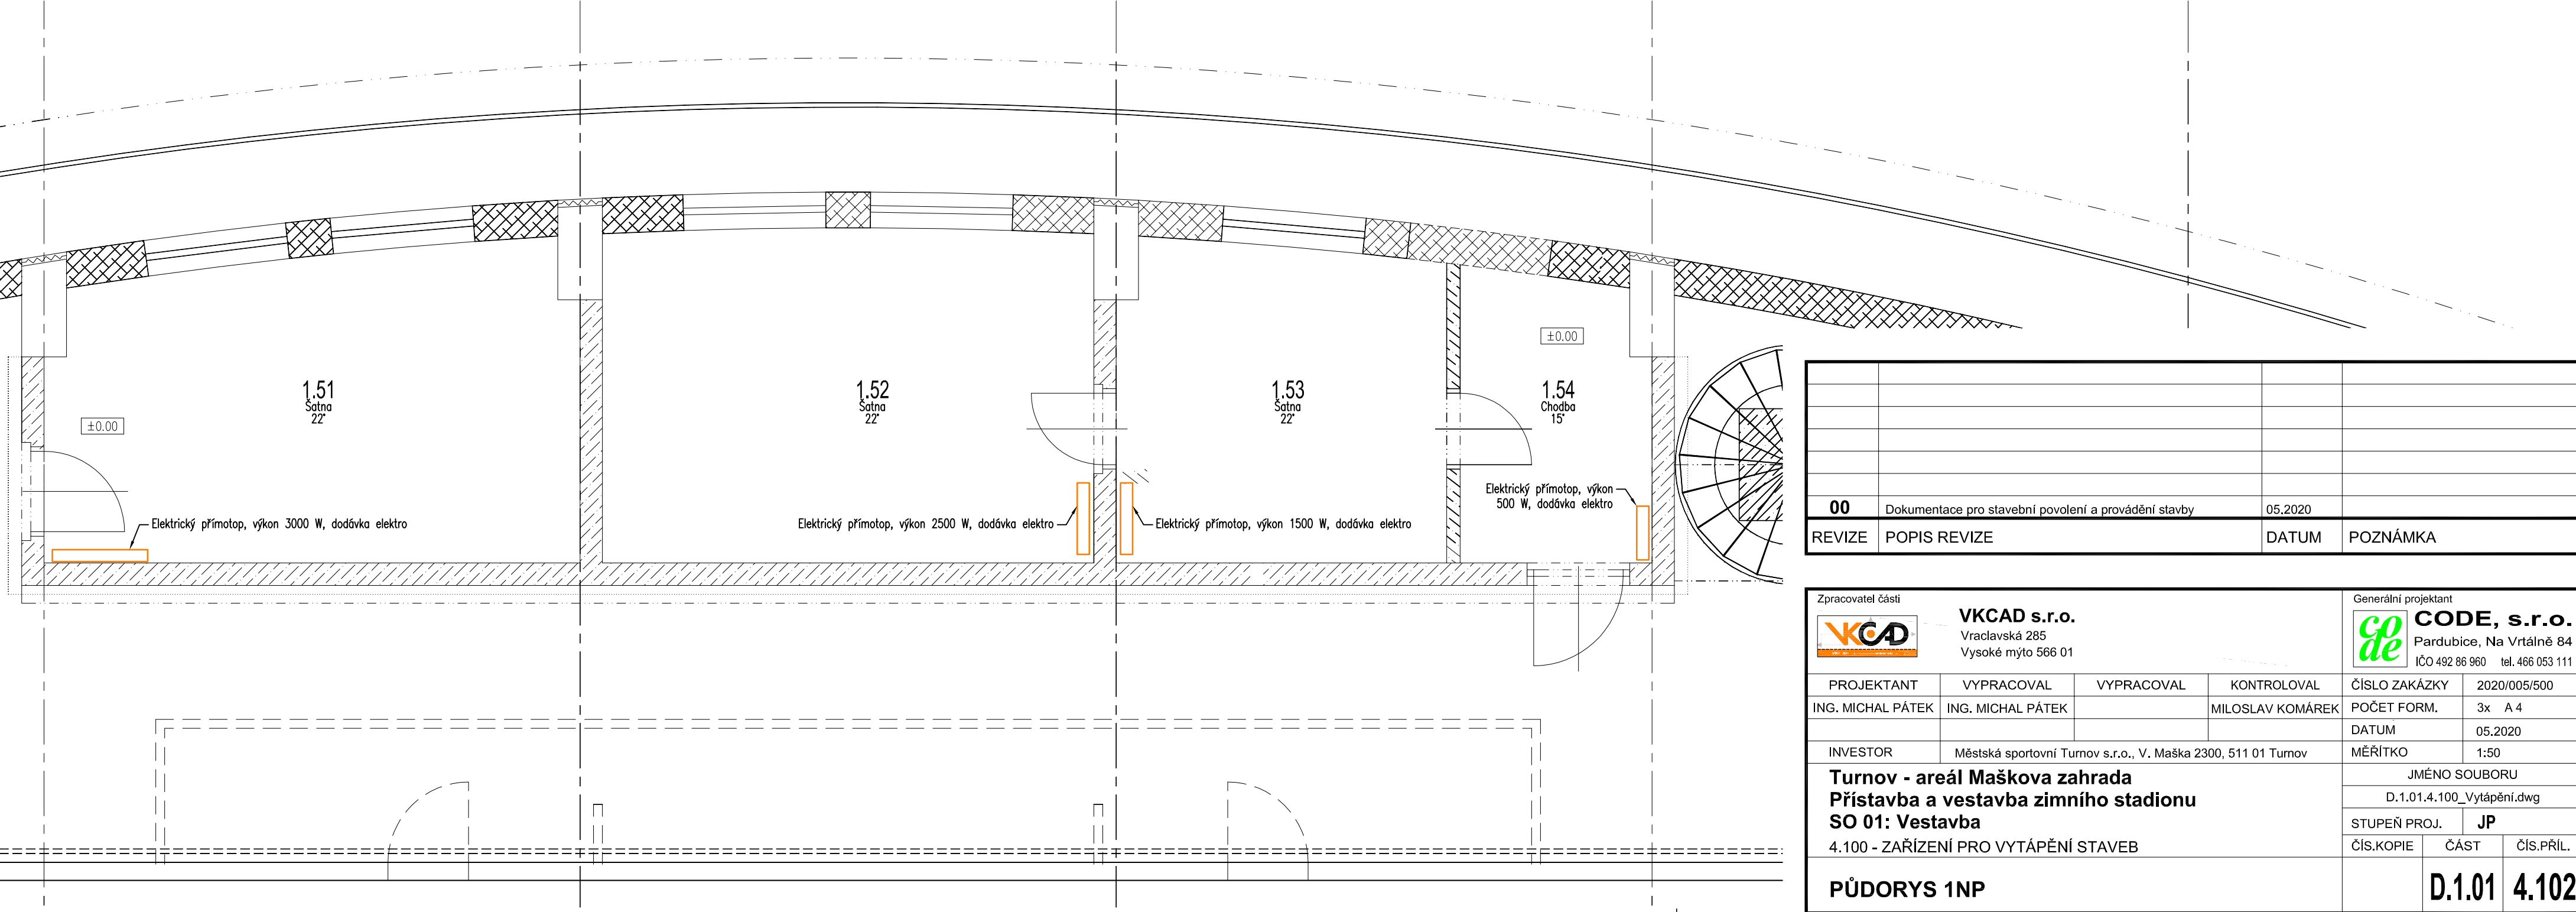 1.51
Šatna
22°
±0.00
Elektrický přímotop, výkon 3000 W, dodávka elektro
1.52
Šatna
22°
Elektrický přímotop, výkon 2500 W, dodávka elektro
1.53
Šatna
22°
Elektrický přímotop, výkon 1500 W, dodávka elektro
±0.00
1.54
Chodba
15°
Elektrický přímotop, výkon
500 W, dodávka elektro
00 Dokumentace pro stavební povolení a provádění stavby 05.2020
REVIZE POPIS REVIZE DATUM POZNÁMKA
Zpracovatel části
VKCAD
VKCAD s.r.o.
Vraclavská 285
Vysoké mýto 566 01
Generální projektant
code
CODE, s.r.o.
Pardubice, Na Vrtálně 84
IČO 492 86 960 tel. 466 053 111
PROJEKTANT VYPRACOVAL VYPRACOVAL KONTROLOVAL ČÍSLO ZAKÁZKY 2020/005/500
ING. MICHAL PÁTEK ING. MICHAL PÁTEK MILOSLAV KOMÁREK POČET FORM. 3x A 4
DATUM 05.2020
INVESTOR Městská sportovní Turnov s.r.o., V. Maška 2300, 511 01 Turnov MĚŘÍTKO 1:50
Turnov - areál Maškova zahrada
Přístavba a vestavba zimního stadionu
SO 01: Vestavba
4.100 - ZAŘÍZENÍ PRO VYTÁPĚNÍ STAVEB
JMÉNO SOUBORU
D.1.01.4.100_Vytápění.dwg
STUPEŇ PROJ. JP
ČÍS.KOPIE ČÁST ČÍS.PŘÍL.
PŮDORYS 1NP
D.1.01 4.102